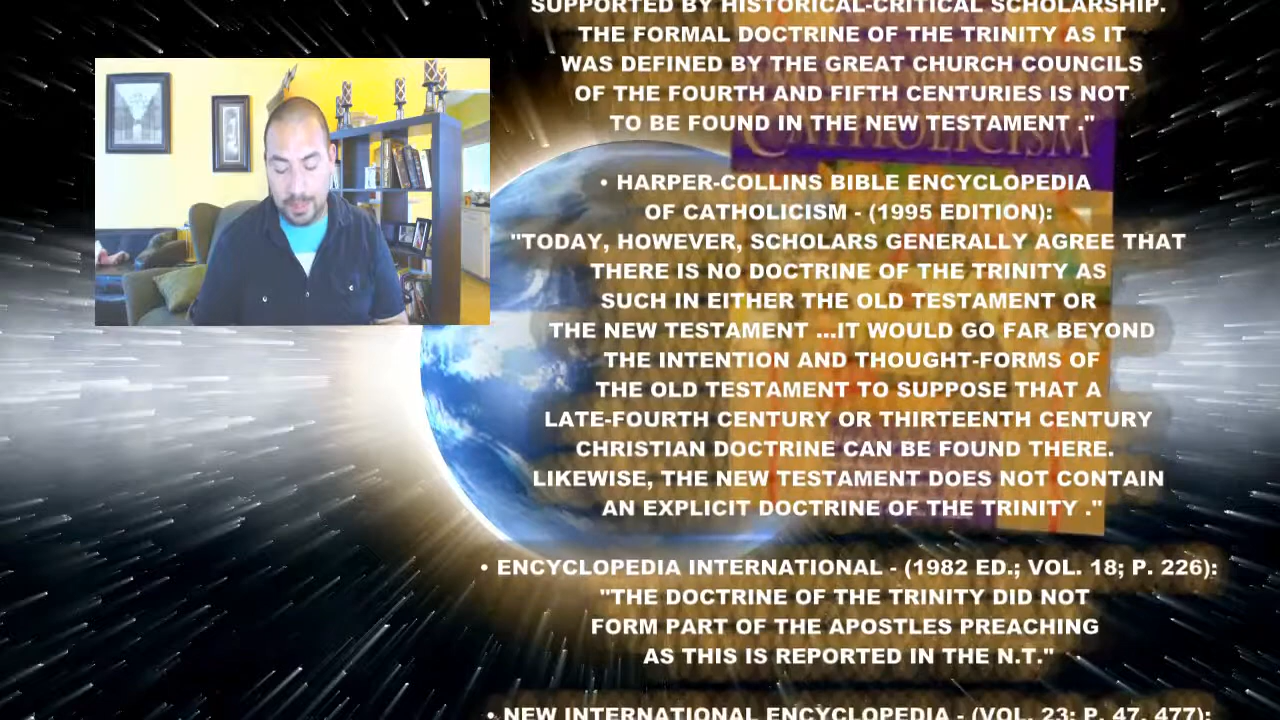 SUPPORTED BY HISTORICAL-CRITICAL SCHOLARSHIP.
THE FORMAL DOCTRINE OF THE TRINITY AS IT
WAS DEFINED BY THE GREAT CHURCH COUNCILS
OF THE FOURTH AND FIFTH CENTURIES IS NOT
TO BE FOUND IN THE NEW TESTAMENT ."
CATHOLICISM
• HARPER-COLLINS BIBLE ENCYCLOPEDIA
OF CATHOLICISM - (1995 EDITION):
"TODAY, HOWEVER, SCHOLARS GENERALLY AGREE THAT
THERE IS NO DOCTRINE OF THE TRINITY AS
SUCH IN EITHER THE OLD TESTAMENT OR
THE NEW TESTAMENT ...IT WOULD GO FAR BEYOND
THE INTENTION AND THOUGHT-FORMS OF
THE OLD TESTAMENT TO SUPPOSE THAT A
LATE-FOURTH CENTURY OR THIRTEENTH CENTURY
CHRISTIAN DOCTRINE CAN BE FOUND THERE.
LIKEWISE, THE NEW TESTAMENT DOES NOT CONTAIN
AN EXPLICIT DOCTRINE OF THE TRINITY ."
• ENCYCLOPEDIA INTERNATIONAL - (1982 ED.; VOL. 18; P. 226):
"THE DOCTRINE OF THE TRINITY DID NOT
FORM PART OF THE APOSTLES PREACHING
AS THIS IS REPORTED IN THE N.T."
• NEW INTERNATIONAL ENCYCLOPEDIA - (VOL. 23; P. 47, 477):